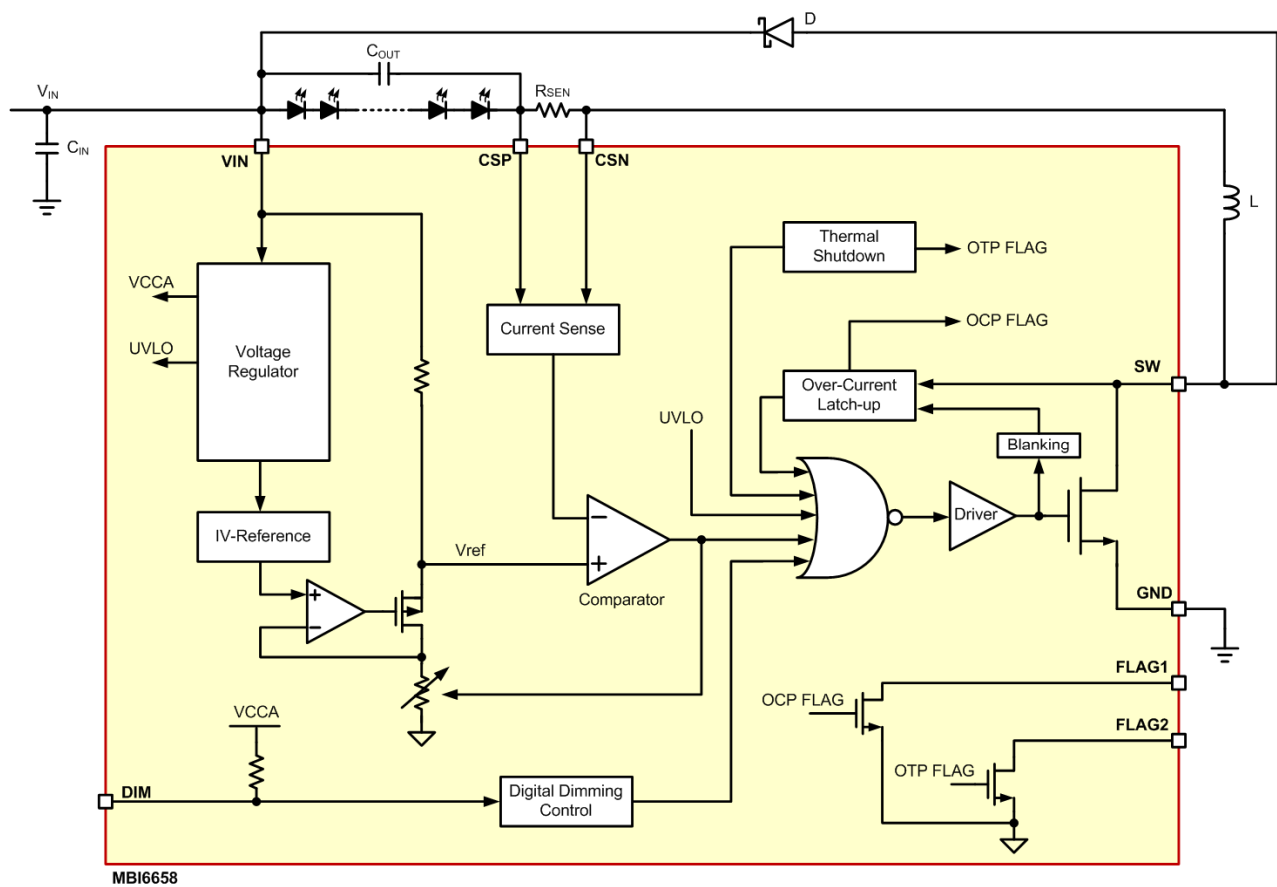 D
COUT
VIN
RSEN
CIN
VIN
CSP
CSN
L
Thermal
Shutdown
OTP FLAG
VCCA
Current Sense
OCP FLAG
UVLO
Voltage
Regulator
Over-Current
Latch-up
SW
UVLO
Blanking
IV-Reference
Driver
Vref
−
+
Comparator
+
−
GND
FLAG1
OCP FLAG
VCCA
FLAG2
OTP FLAG
DIM
Digital Dimming
Control
MBI6658